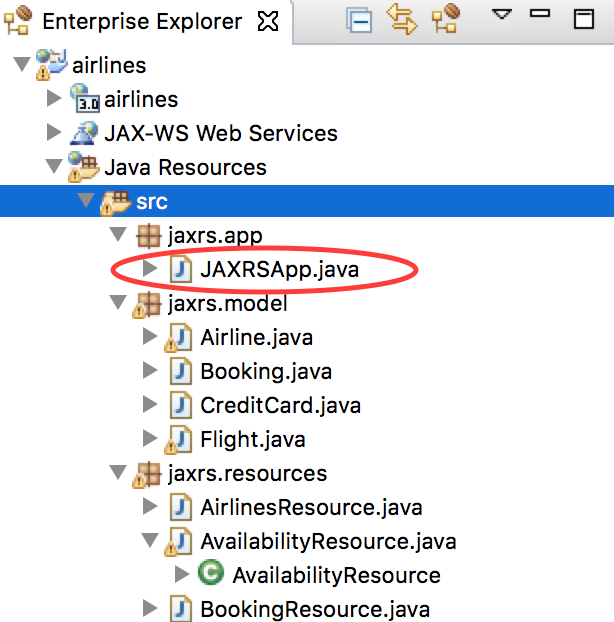 Enterprise Explorer
airlines
3.0 airlines
JAX-WS Web Services
Java Resources
src
jaxrs.app
J JAXRSApp.java
jaxrs.model
J Airline.java
J Booking.java
J CreditCard.java
J Flight.java
jaxrs.resources
J AirlinesResource.java
J AvailabilityResource.java
C AvailabilityResource
J BookingResource.java